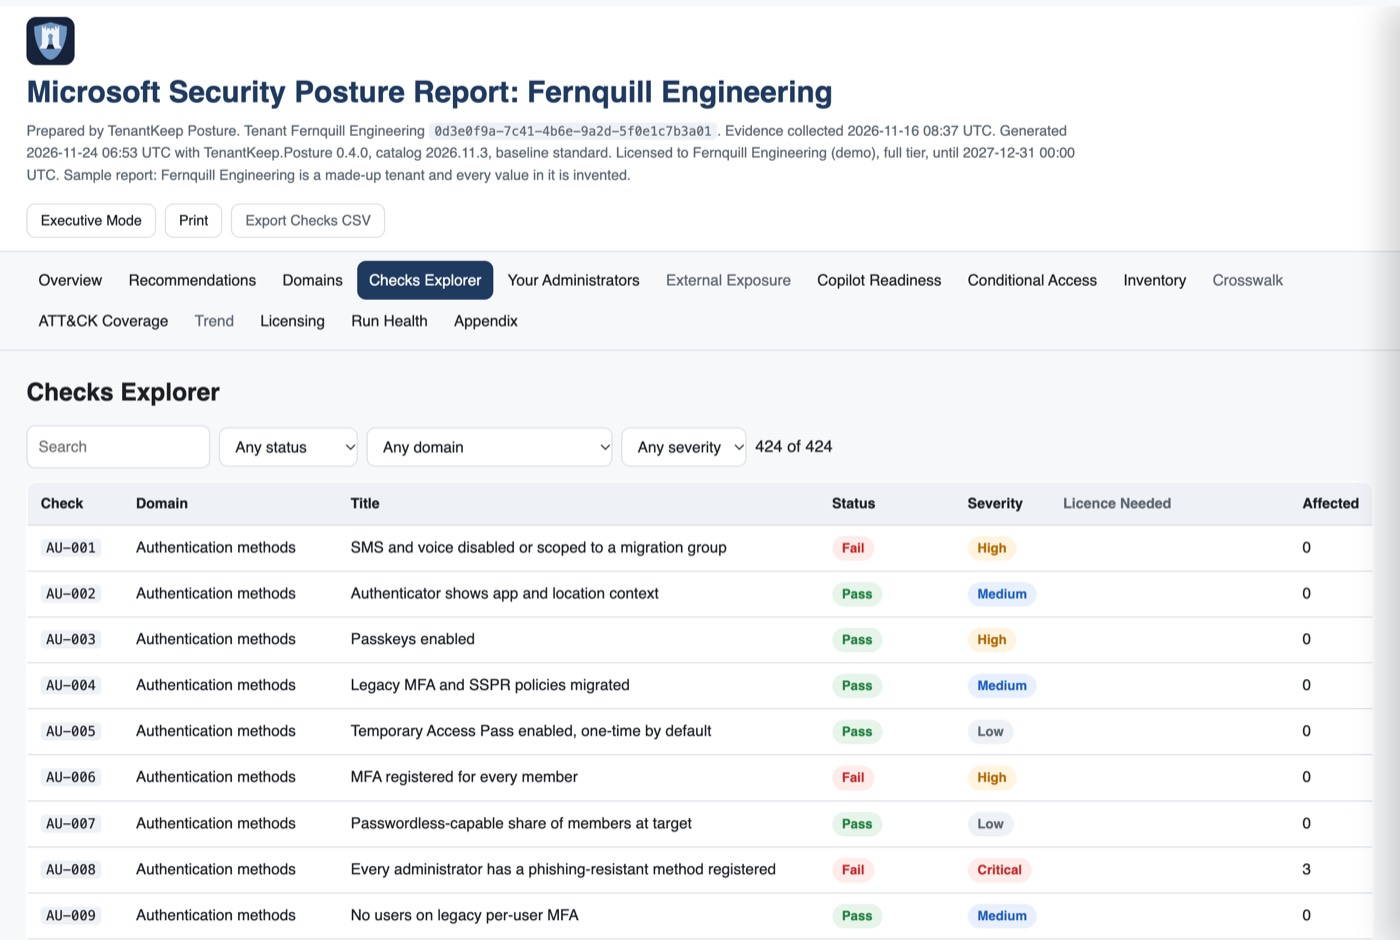 Microsoft Security Posture Report: Fernquill Engineering
Prepared by TenantKeep Posture. Tenant Fernquill Engineering 0d3e0f9a-7c41-4b6e-9a2d-5f0e1c7b3a01 . Evidence collected 2026-11-16 08:37 UTC. Generated
2026-11-24 06:53 UTC with TenantKeep.Posture 0.4.0, catalog 2026.11.3, baseline standard. Licensed to Fernquill Engineering (demo), full tier, until 2027-12-31 00:00
UTC. Sample report: Fernquill Engineering is a made-up tenant and every value in it is invented.
Executive Mode Print Export Checks CSV
Overview Recommendations Domains Checks Explorer Your Administrators External Exposure Copilot Readiness Conditional Access Inventory Crosswalk
ATT&CK Coverage Trend Licensing Run Health Appendix
Checks Explorer
Search Any status Any domain Any severity 424 of 424
Check Domain Title Status Severity Licence Needed Affected
AU-001 Authentication methods SMS and voice disabled or scoped to a migration group Fail High 0
AU-002 Authentication methods Authenticator shows app and location context Pass Medium 0
AU-003 Authentication methods Passkeys enabled Pass High 0
AU-004 Authentication methods Legacy MFA and SSPR policies migrated Pass Medium 0
AU-005 Authentication methods Temporary Access Pass enabled, one-time by default Pass Low 0
AU-006 Authentication methods MFA registered for every member Fail High 0
AU-007 Authentication methods Passwordless-capable share of members at target Pass Low 0
AU-008 Authentication methods Every administrator has a phishing-resistant method registered Fail Critical 3
AU-009 Authentication methods No users on legacy per-user MFA Pass Medium 0